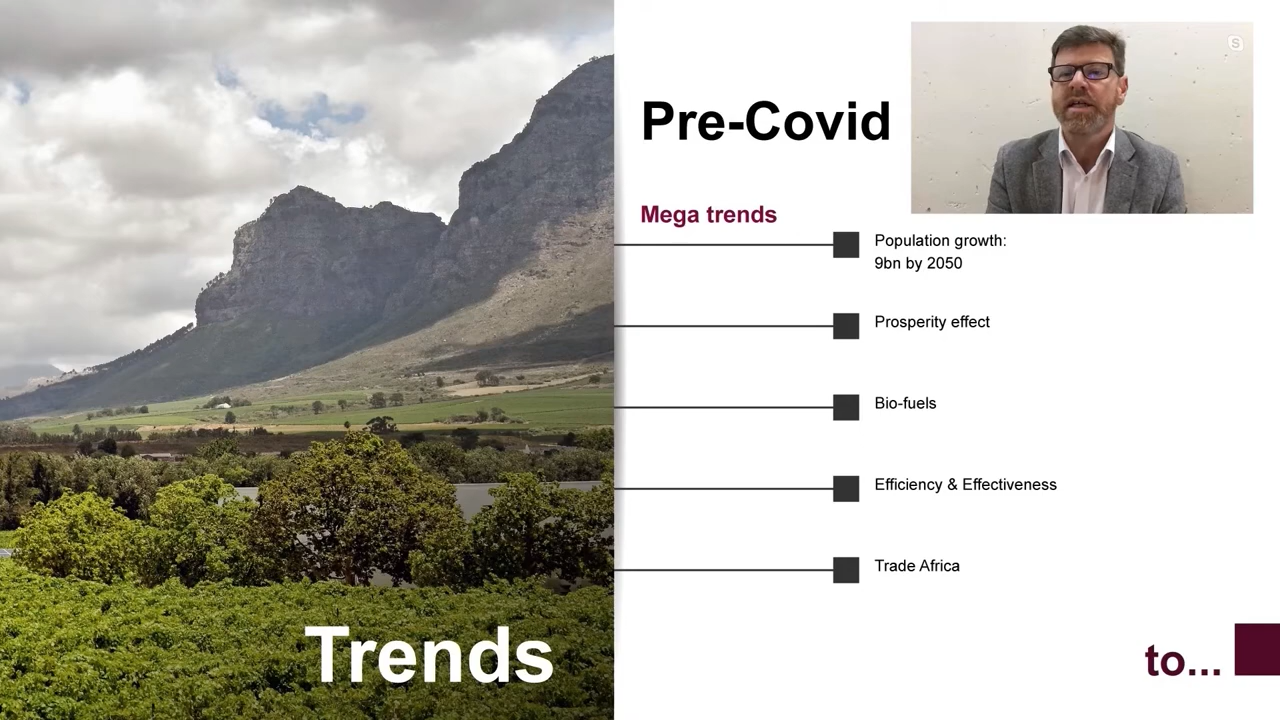 Pre-Covid
Mega trends
Population growth:
9bn by 2050
Prosperity effect
Bio-fuels
Efficiency & Effectiveness
Trade Africa
Trends
to...